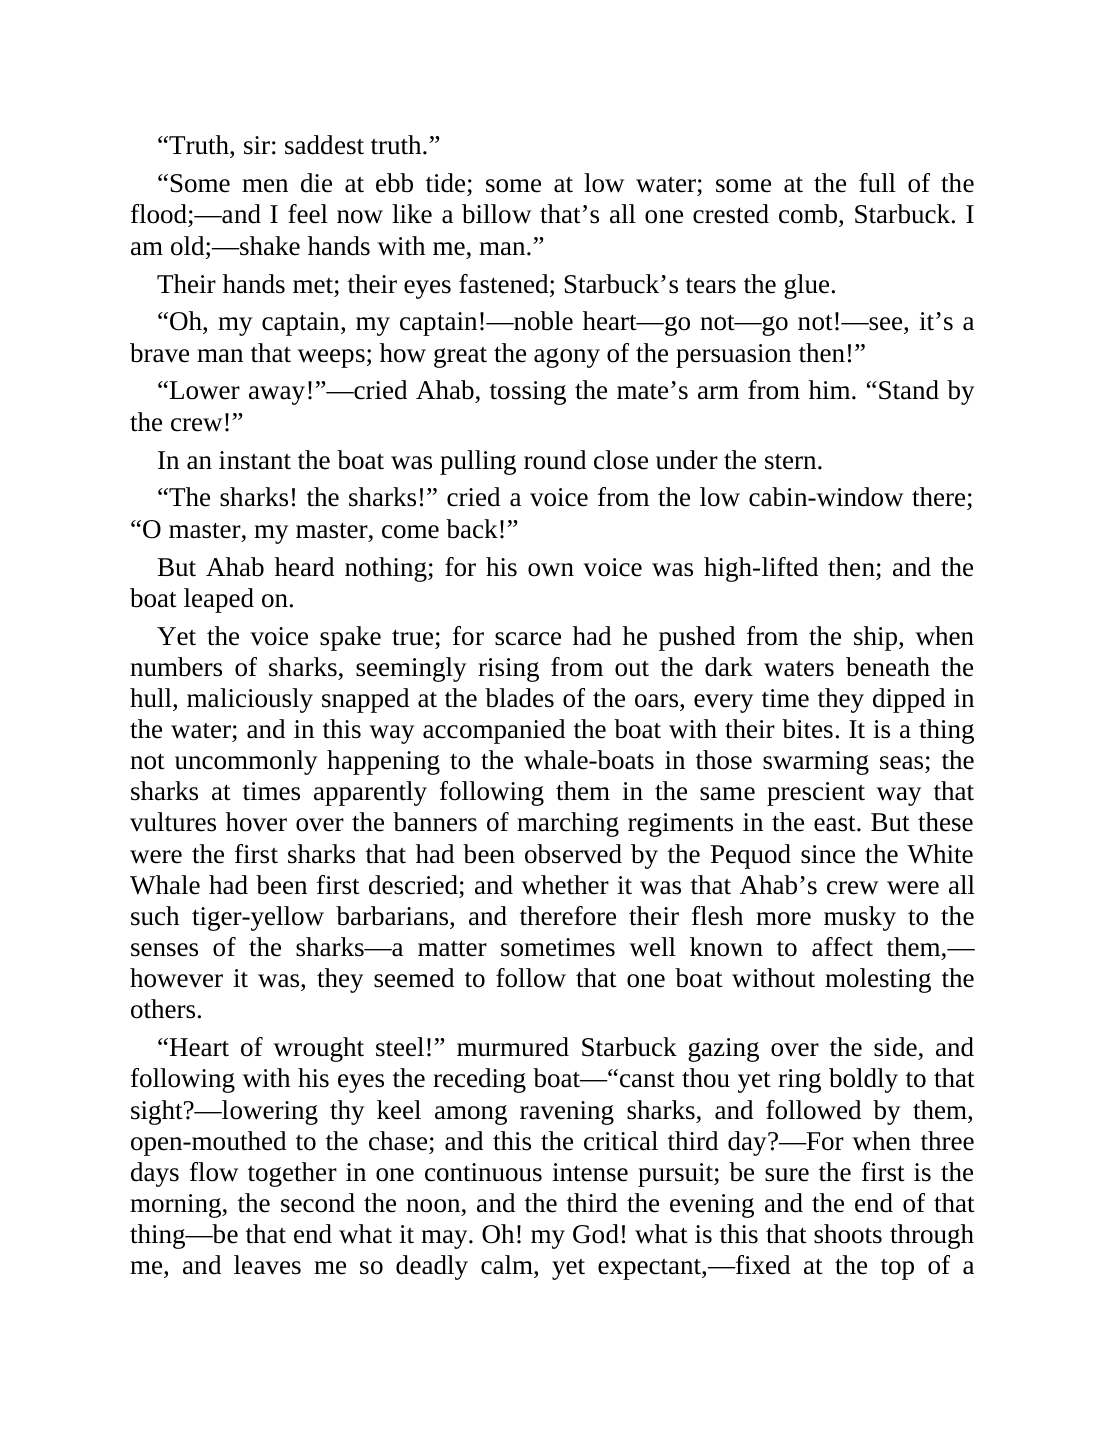 “Truth, sir: saddest truth.”
“Some men die at ebb tide; some at low water; some at the full of the
flood;—and I feel now like a billow that’s all one crested comb, Starbuck. I
am old;—shake hands with me, man.”
Their hands met; their eyes fastened; Starbuck’s tears the glue.
“Oh, my captain, my captain!—noble heart—go not—go not!—see, it’s a
brave man that weeps; how great the agony of the persuasion then!”
“Lower away!”—cried Ahab, tossing the mate’s arm from him. “Stand by
the crew!”
In an instant the boat was pulling round close under the stern.
“The sharks! the sharks!” cried a voice from the low cabin-window there;
“O master, my master, come back!”
But Ahab heard nothing; for his own voice was high-lifted then; and the
boat leaped on.
Yet the voice spake true; for scarce had he pushed from the ship, when
numbers of sharks, seemingly rising from out the dark waters beneath the
hull, maliciously snapped at the blades of the oars, every time they dipped in
the water; and in this way accompanied the boat with their bites. It is a thing
not uncommonly happening to the whale-boats in those swarming seas; the
sharks at times apparently following them in the same prescient way that
vultures hover over the banners of marching regiments in the east. But these
were the first sharks that had been observed by the Pequod since the White
Whale had been first descried; and whether it was that Ahab’s crew were all
such tiger-yellow barbarians, and therefore their flesh more musky to the
senses of the sharks—a matter sometimes well known to affect them,—
however it was, they seemed to follow that one boat without molesting the
others.
“Heart of wrought steel!” murmured Starbuck gazing over the side, and
following with his eyes the receding boat—“canst thou yet ring boldly to that
sight?—lowering thy keel among ravening sharks, and followed by them,
open-mouthed to the chase; and this the critical third day?—For when three
days flow together in one continuous intense pursuit; be sure the first is the
morning, the second the noon, and the third the evening and the end of that
thing—be that end what it may. Oh! my God! what is this that shoots through
me, and leaves me so deadly calm, yet expectant,—fixed at the top of a